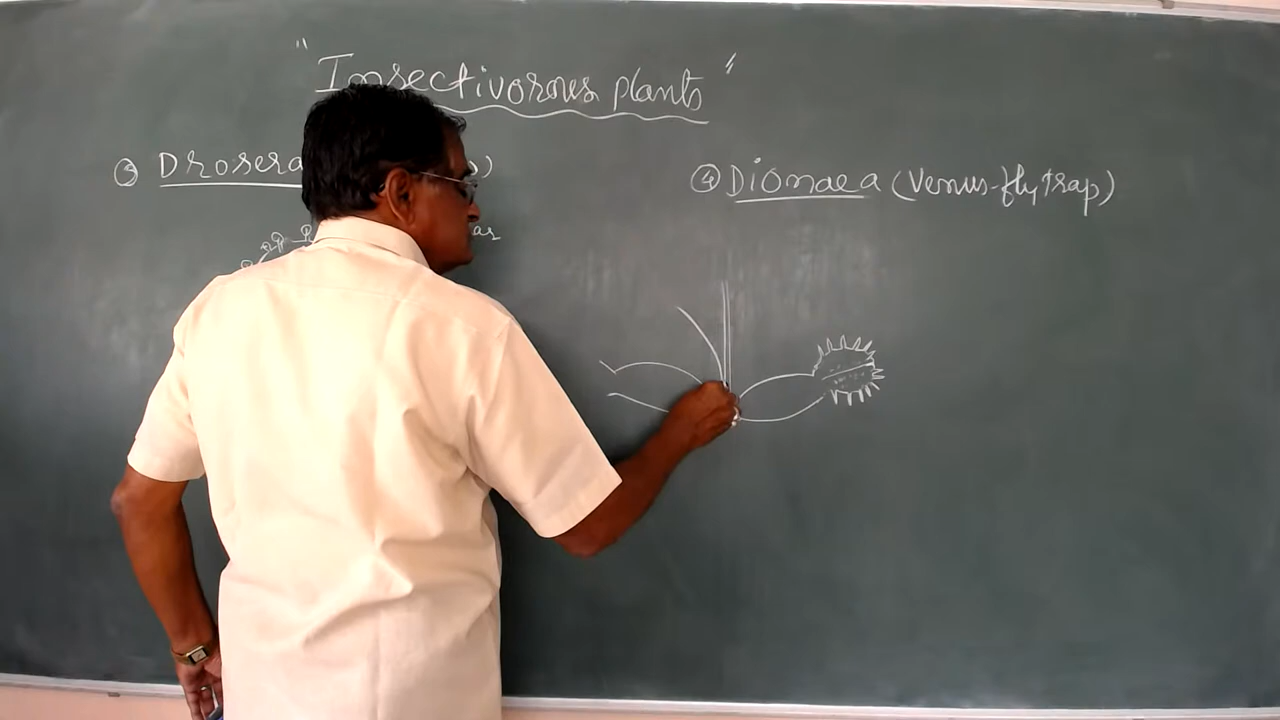 "Insectivorous plants"
③ Drosera
④ Dionaea (Venus-fly trap)